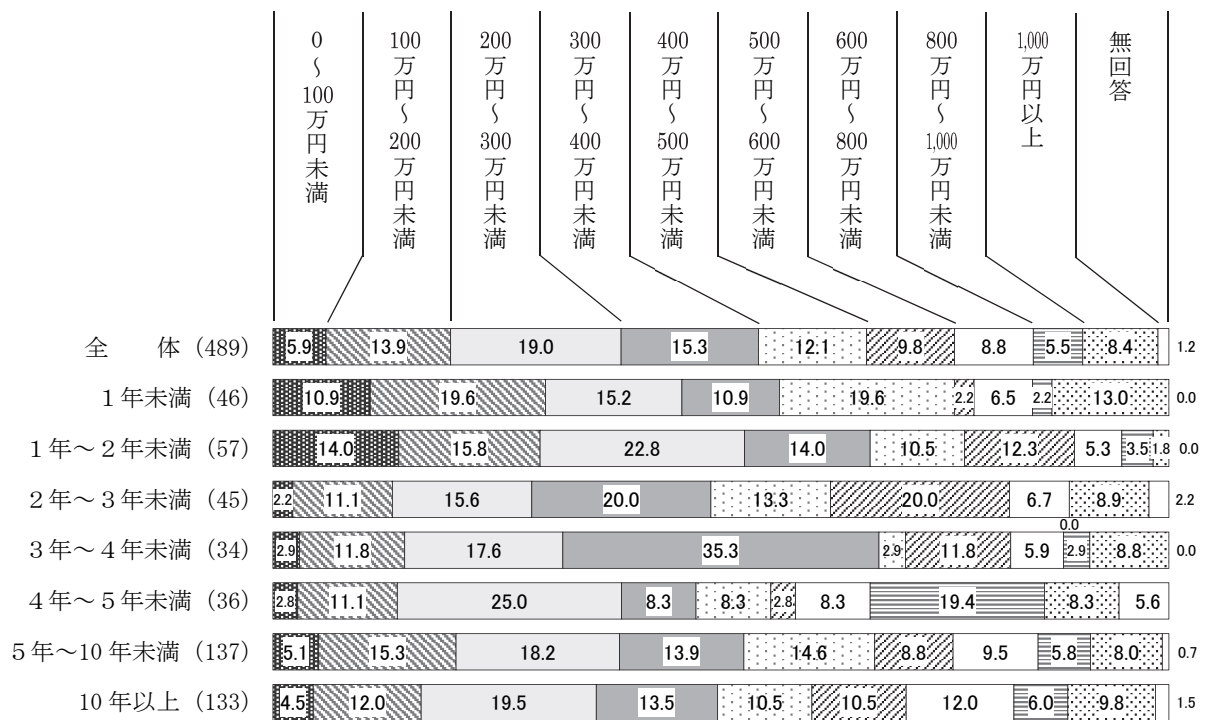 0〜100万円未満
100万円〜200万円未満
200万円〜300万円未満
300万円〜400万円未満
400万円〜500万円未満
500万円〜600万円未満
600万円〜800万円未満
800万円〜1,000万円未満
1,000万円以上
無回答
全　体（489） 5.9 13.9 19.0 15.3 12.1 9.8 8.8 5.5 8.4 1.2
１年未満（46） 10.9 19.6 15.2 10.9 19.6 2.2 6.5 2.2 13.0 0.0
１年〜２年未満（57） 14.0 15.8 22.8 14.0 10.5 12.3 5.3 3.5 1.8 0.0
２年〜３年未満（45） 2.2 11.1 15.6 20.0 13.3 20.0 6.7 8.9 2.2
0.0
３年〜４年未満（34） 2.9 11.8 17.6 35.3 2.9 11.8 5.9 2.9 8.8 0.0
４年〜５年未満（36） 2.8 11.1 25.0 8.3 8.3 2.8 8.3 19.4 8.3 5.6
５年〜10年未満（137） 5.1 15.3 18.2 13.9 14.6 8.8 9.5 5.8 8.0 0.7
10年以上（133） 4.5 12.0 19.5 13.5 10.5 10.5 12.0 6.0 9.8 1.5